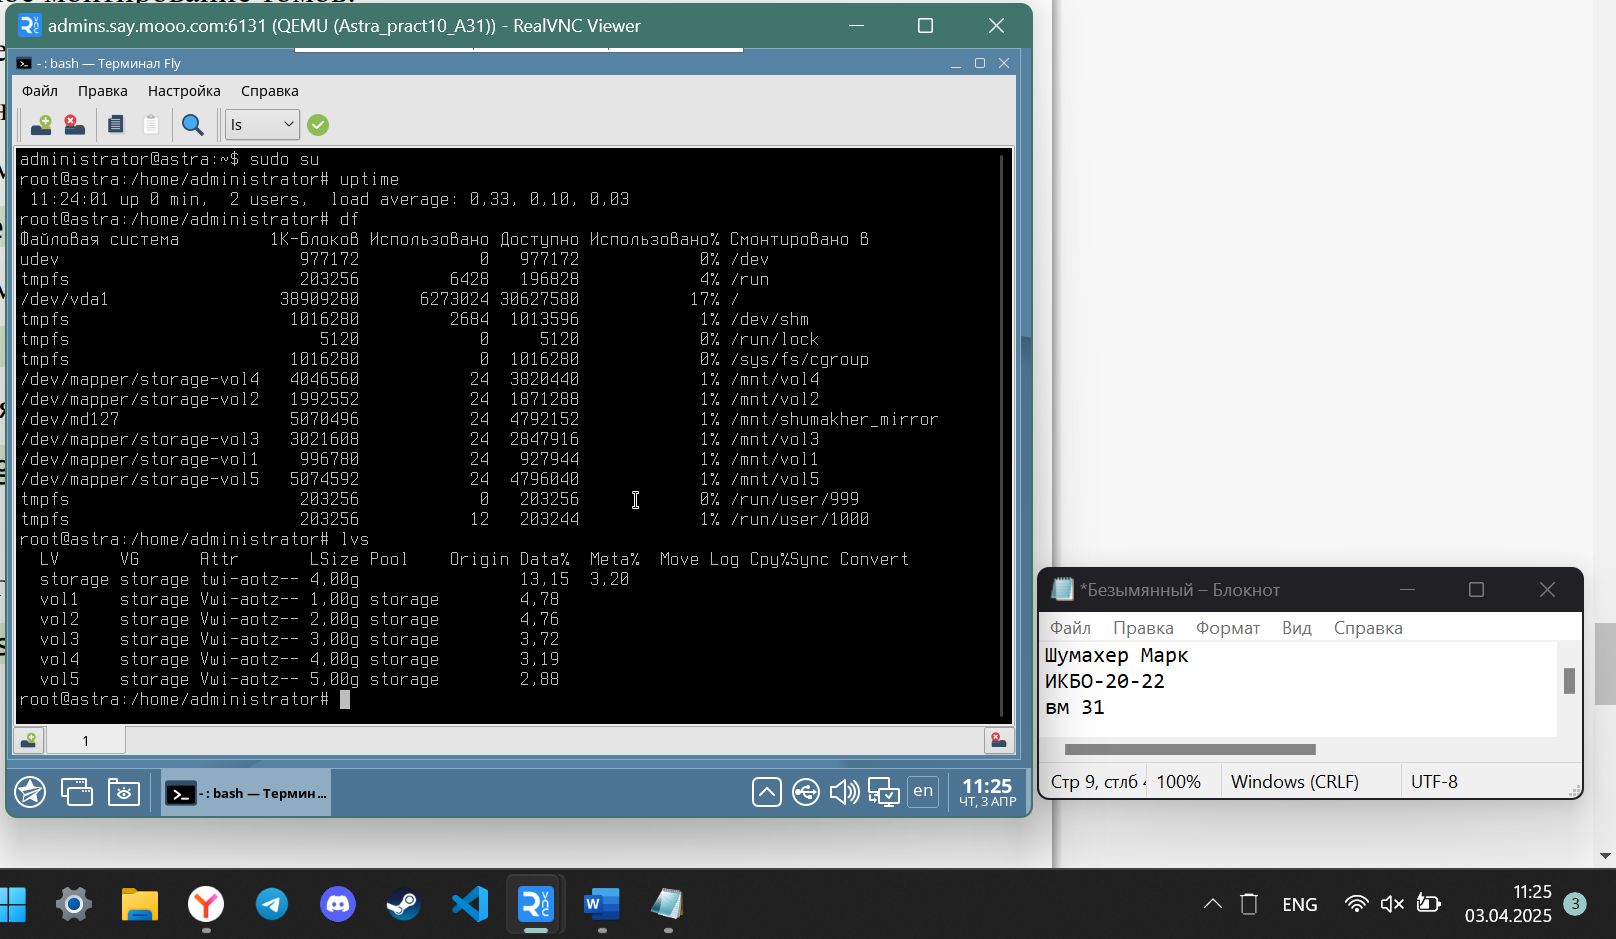 admins.say.mooo.com:6131 (QEMU (Astra_pract10_A31)) - RealVNC Viewer
- : bash — Терминал Fly
Файл Правка Настройка Справка
ls
administrator@astra:~$ sudo su
root@astra:/home/administrator# uptime
 11:24:01 up 0 min,  2 users,  load average: 0,33, 0,10, 0,03
root@astra:/home/administrator# df
Файловая система         1K-блоков Использовано Доступно Использовано% Смонтировано в
udev                        977172            0   977172            0% /dev
tmpfs                       203256         6428   196828            4% /run
/dev/vda1                 38909280      6273024 30627580           17% /
tmpfs                      1016280         2684  1013596            1% /dev/shm
tmpfs                         5120            0     5120            0% /run/lock
tmpfs                      1016280            0  1016280            0% /sys/fs/cgroup
/dev/mapper/storage-vol4   4046560           24  3820440            1% /mnt/vol4
/dev/mapper/storage-vol2   1992552           24  1871288            1% /mnt/vol2
/dev/md127                 5070496           24  4792152            1% /mnt/shumakher_mirror
/dev/mapper/storage-vol3   3021608           24  2847916            1% /mnt/vol3
/dev/mapper/storage-vol1    996780           24   927944            1% /mnt/vol1
/dev/mapper/storage-vol5   5074592           24  4796040            1% /mnt/vol5
tmpfs                       203256            0   203256            0% /run/user/999
tmpfs                       203256           12   203244            1% /run/user/1000
root@astra:/home/administrator# lvs
  LV      VG      Attr       LSize Pool    Origin Data%  Meta%  Move Log Cpy%Sync Convert
  storage storage twi-aotz-- 4,00g                13,15  3,20
  vol1    storage Vwi-aotz-- 1,00g storage        4,78
  vol2    storage Vwi-aotz-- 2,00g storage        4,76
  vol3    storage Vwi-aotz-- 3,00g storage        3,72
  vol4    storage Vwi-aotz-- 4,00g storage        3,19
  vol5    storage Vwi-aotz-- 5,00g storage        2,88
root@astra:/home/administrator#
1
- : bash — Термин...
en
11:25
ЧТ, 3 АПР
*Безымянный – Блокнот
Файл Правка Формат Вид Справка
Шумахер Марк
ИКБО-20-22
вм 31
Стр 9, стлб 100% Windows (CRLF) UTF-8
ENG
11:25
03.04.2025
3